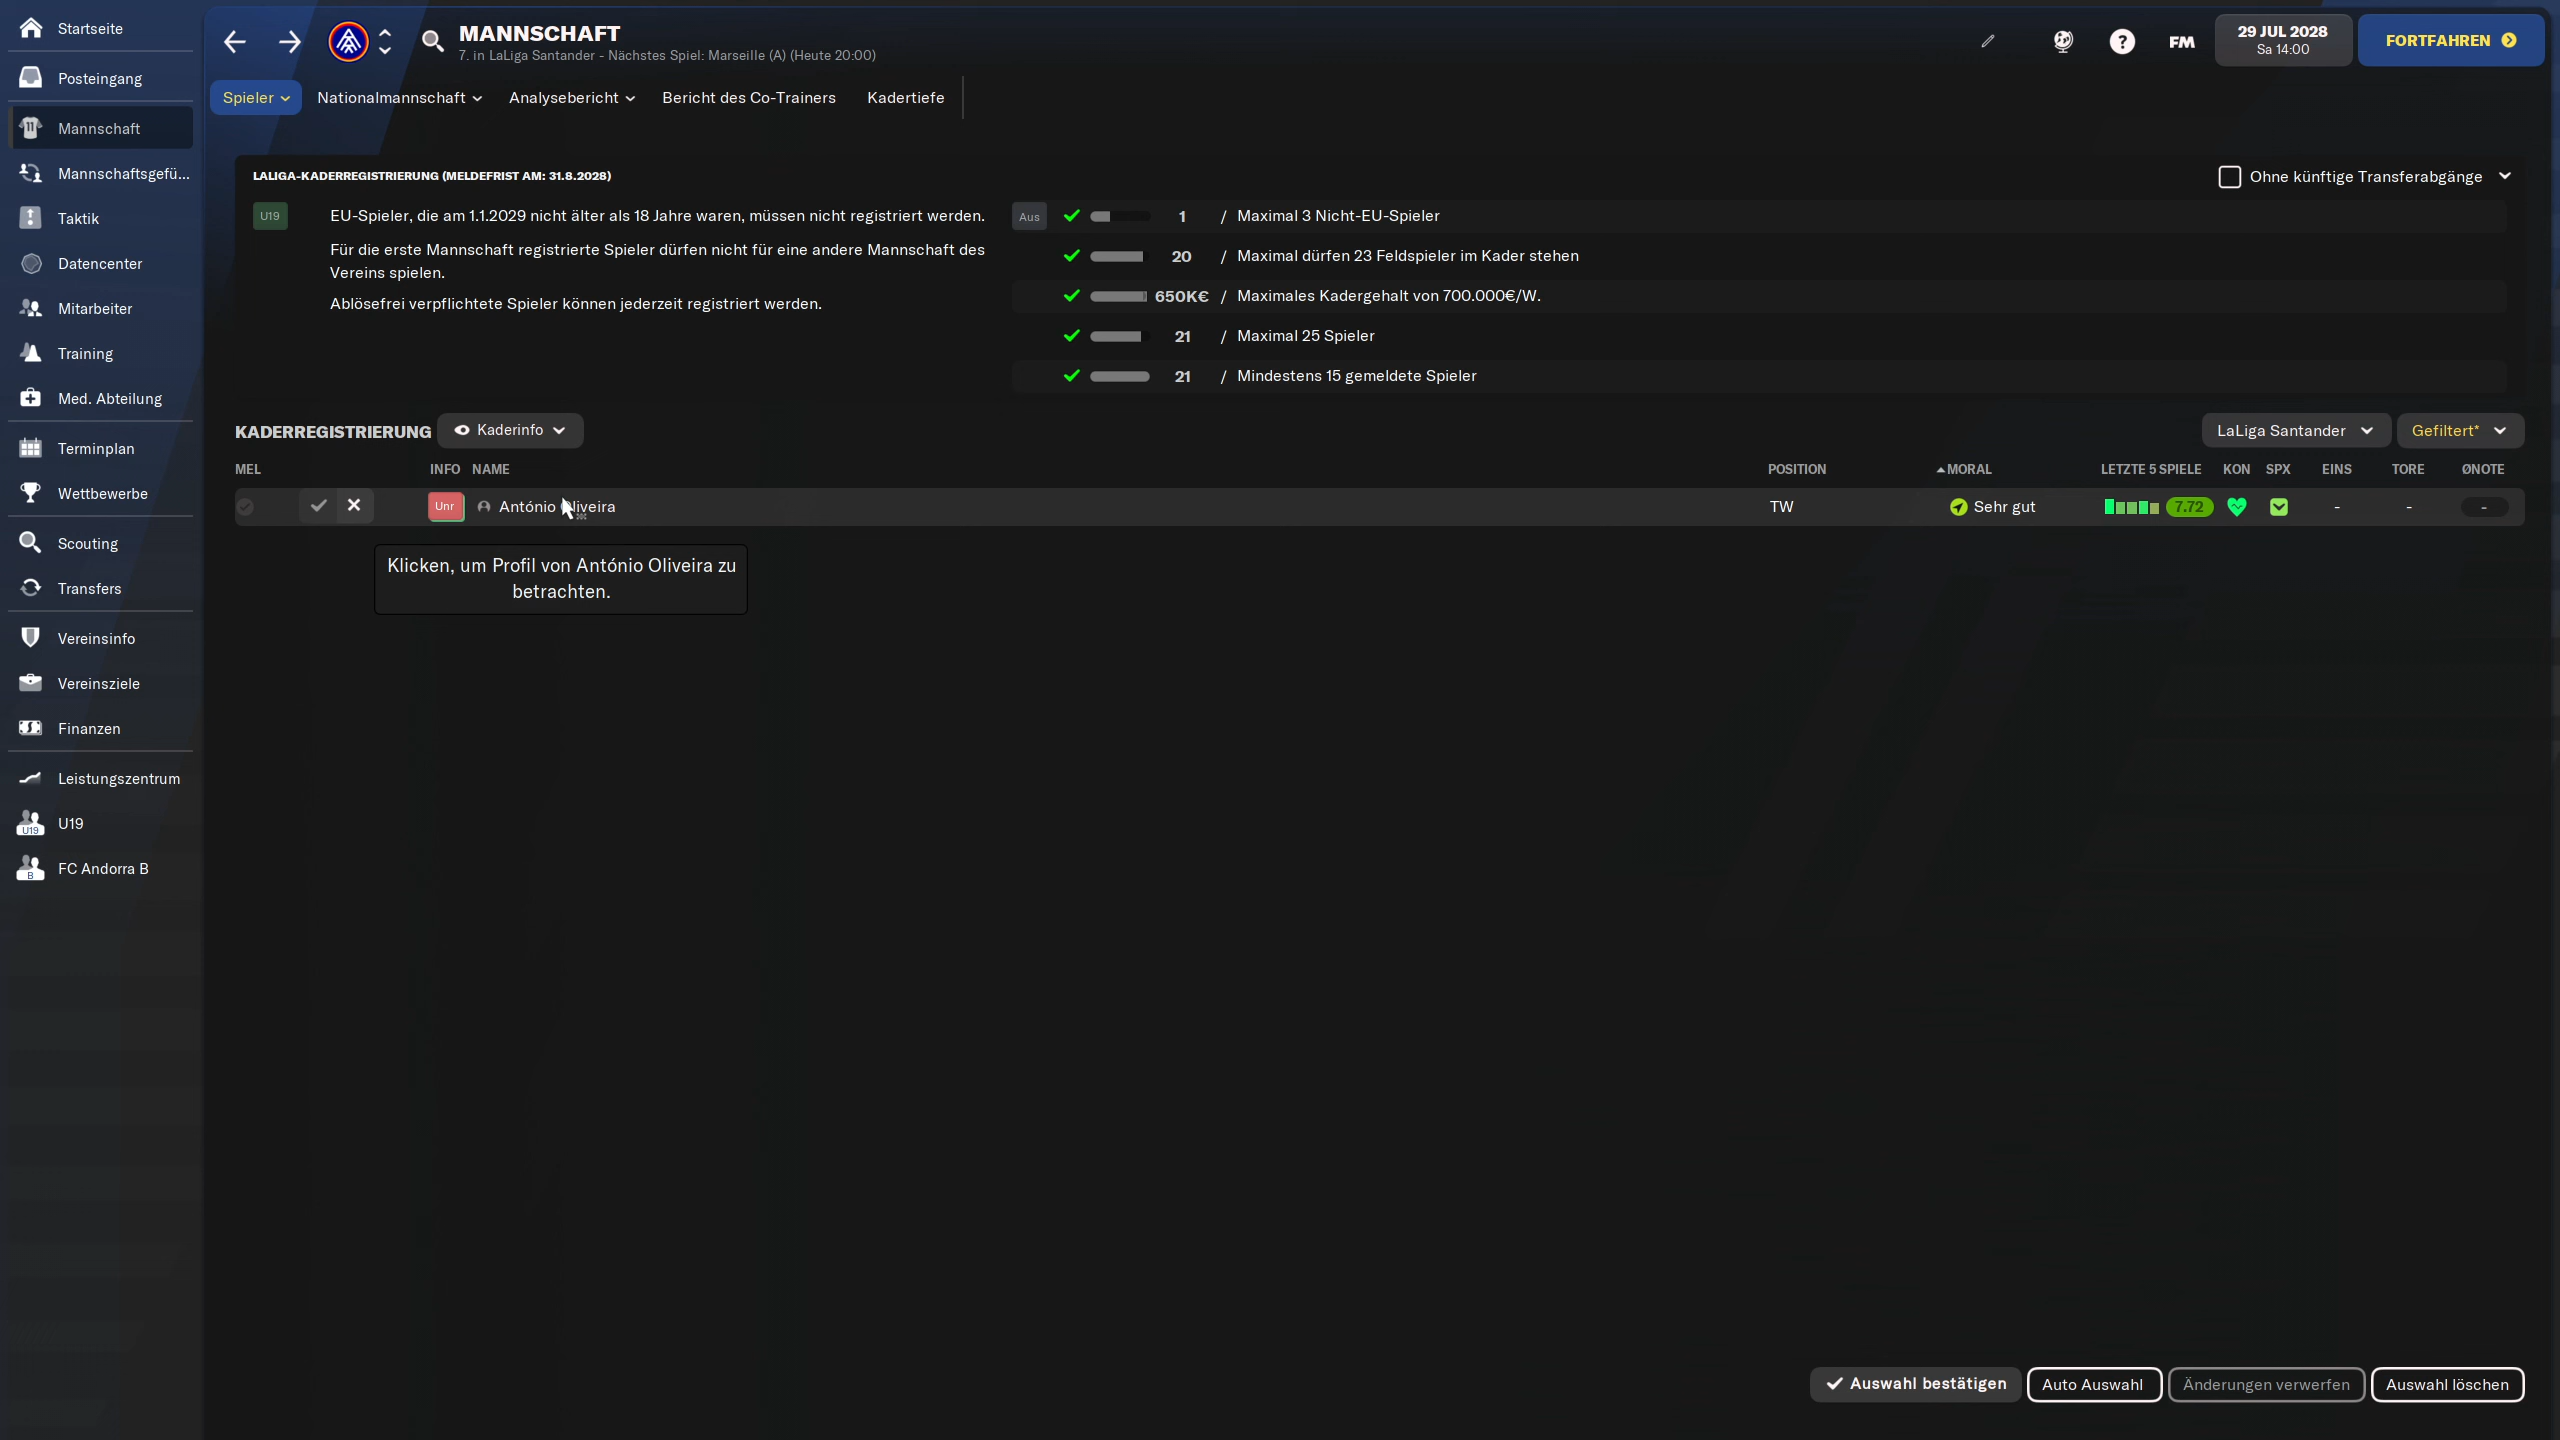 Startseite
Posteingang
Mannschaft
Mannschaftsgefü...
Taktik
Datencenter
Mitarbeiter
Training
Med. Abteilung
Terminplan
Wettbewerbe
Scouting
Transfers
Vereinsinfo
Vereinsziele
Finanzen
Leistungszentrum
U19 U19
B FC Andorra B
MANNSCHAFT
7. in LaLiga Santander - Nächstes Spiel: Marseille (A) (Heute 20:00)
? FM
29 JUL 2028
Sa 14:00
FORTFAHREN
Spieler Nationalmannschaft Analysebericht Bericht des Co-Trainers Kadertiefe
LALIGA-KADERREGISTRIERUNG (MELDEFRIST AM: 31.8.2028)
Ohne künftige Transferabgänge
U19 EU-Spieler, die am 1.1.2029 nicht älter als 18 Jahre waren, müssen nicht registriert werden.
Für die erste Mannschaft registrierte Spieler dürfen nicht für eine andere Mannschaft des
Vereins spielen.
Ablösefrei verpflichtete Spieler können jederzeit registriert werden.
Aus 1 / Maximal 3 Nicht-EU-Spieler
20 / Maximal dürfen 23 Feldspieler im Kader stehen
650K€ / Maximales Kadergehalt von 700.000€/W.
21 / Maximal 25 Spieler
21 / Mindestens 15 gemeldete Spieler
KADERREGISTRIERUNG Kaderinfo LaLiga Santander Gefiltert*
MEL INFO NAME POSITION MORAL LETZTE 5 SPIELE KON SPX EINS TORE ØNOTE
Unr António Oliveira TW Sehr gut 7.72 - - -
Klicken, um Profil von António Oliveira zu
betrachten.
Auswahl bestätigen Auto Auswahl Änderungen verwerfen Auswahl löschen